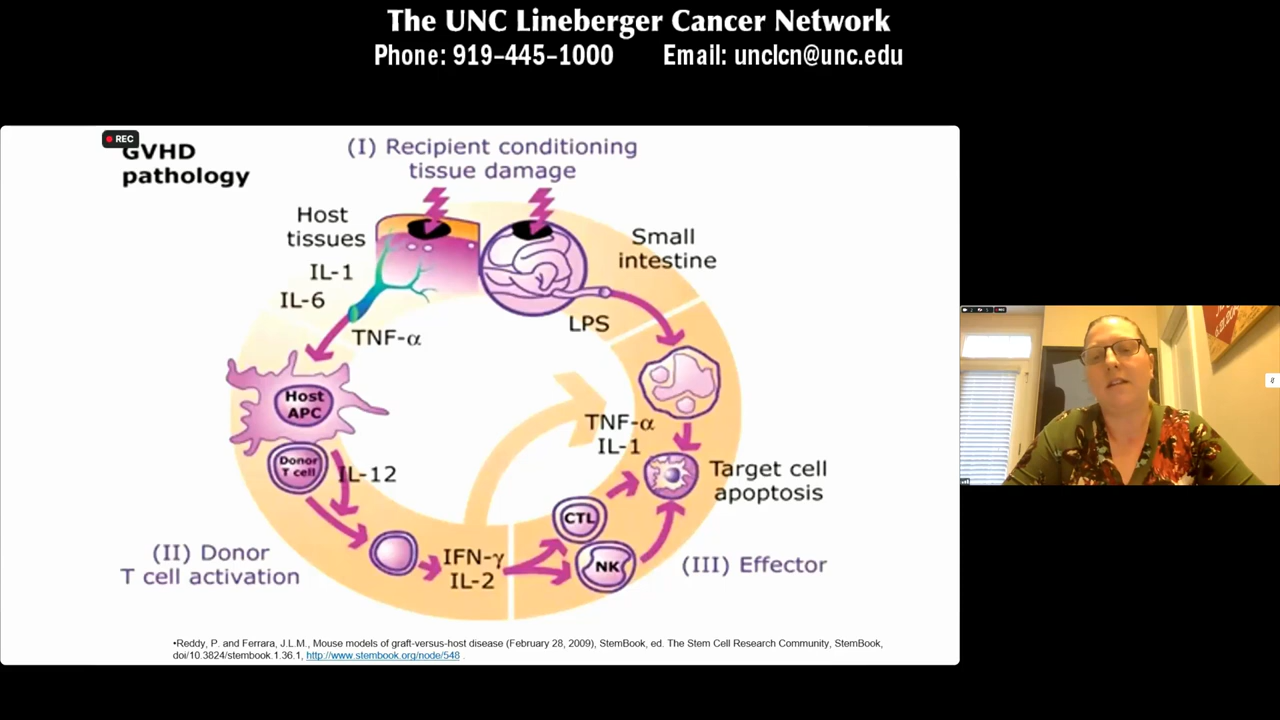 The UNC Lineberger Cancer Network
Phone: 919-445-1000 Email: unclcn@unc.edu
REC
GVHD
pathology
(I) Recipient conditioning
tissue damage
Host
tissues
IL-1
IL-6
TNF-α
Small
intestine
LPS
Host
APC
Donor
T cell
IL-12
TNF-α
IL-1
Target cell
apoptosis
CTL
NK
IFN-γ
IL-2
(II) Donor
T cell activation
(III) Effector
•Reddy, P. and Ferrara, J.L.M., Mouse models of graft-versus-host disease (February 28, 2009), StemBook, ed. The Stem Cell Research Community, StemBook,
doi/10.3824/stembook.1.36.1, http://www.stembook.org/node/548 .